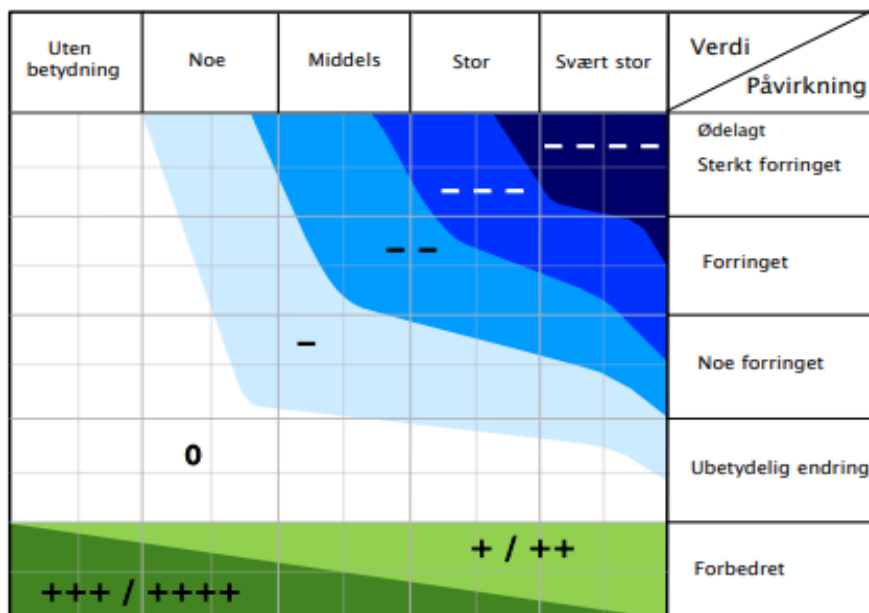 Uten
betydning
Noe
Middels
Stor
Svært stor
Verdi
Påvirkning
Ødelagt
Sterkt forringet
– – – –
– – –
– –
Forringet
–
Noe forringet
0
Ubetydelig endring
+ / ++
Forbedret
+++ / ++++